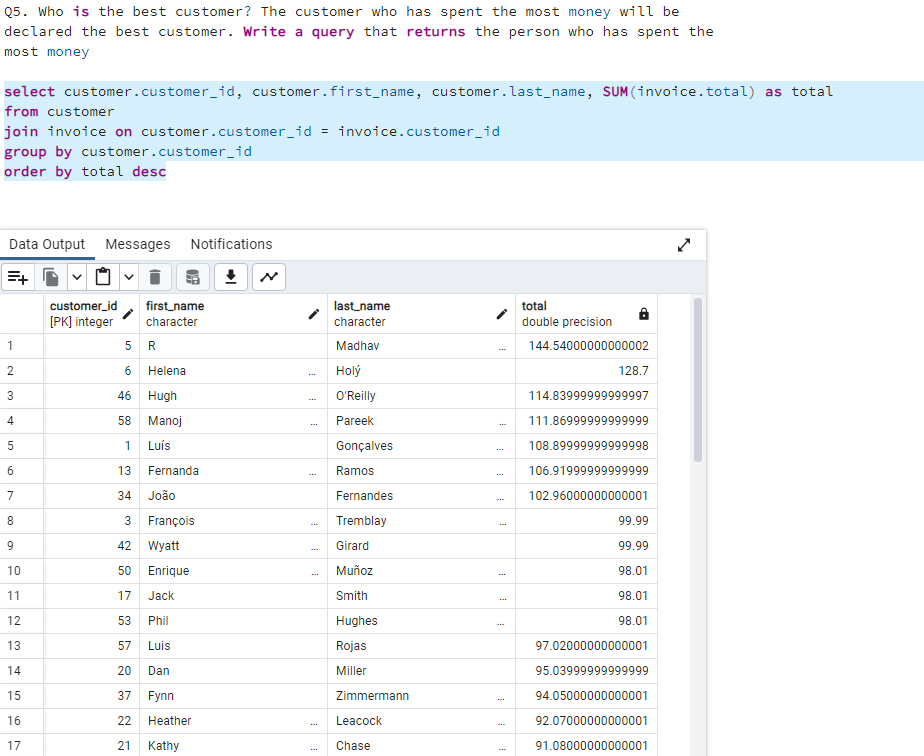 Q5. Who is the best customer? The customer who has spent the most money will be
declared the best customer. Write a query that returns the person who has spent the
most money
select customer.customer_id, customer.first_name, customer.last_name, SUM(invoice.total) as total
from customer
join invoice on customer.customer_id = invoice.customer_id
group by customer.customer_id
order by total desc
Data Output Messages Notifications
customer_id first_name last_name total
[PK] integer character character double precision
1 5 R Madhav ... 144.54000000000002
2 6 Helena ... Holý 128.7
3 46 Hugh ... O'Reilly 114.83999999999997
4 58 Manoj ... Pareek ... 111.86999999999999
5 1 Luís Gonçalves ... 108.89999999999998
6 13 Fernanda ... Ramos ... 106.91999999999999
7 34 João Fernandes ... 102.96000000000001
8 3 François ... Tremblay ... 99.99
9 42 Wyatt ... Girard 99.99
10 50 Enrique ... Muñoz ... 98.01
11 17 Jack Smith ... 98.01
12 53 Phil Hughes ... 98.01
13 57 Luis Rojas 97.02000000000001
14 20 Dan Miller 95.03999999999999
15 37 Fynn Zimmermann ... 94.05000000000001
16 22 Heather ... Leacock ... 92.07000000000001
17 21 Kathy ... Chase ... 91.08000000000001